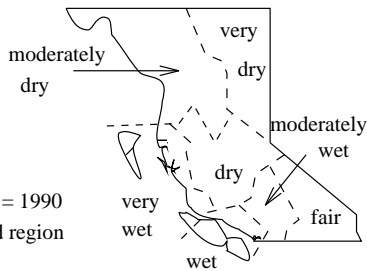 very
moderately
dry
dry
moderately
wet
dry
= 1990
very
fair
d region
wet
wet